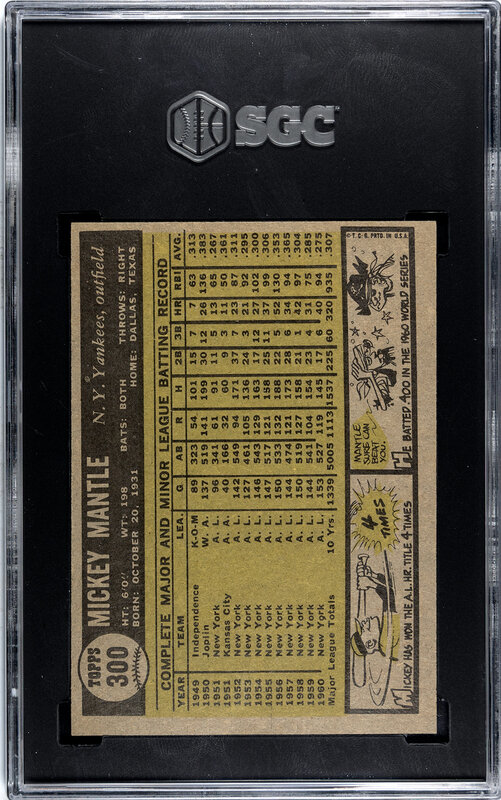 SGC
TOPPS
300
MICKEY MANTLE N. Y. Yankees, outfield
HT: 6'0" WT: 198 BATS: BOTH THROWS: RIGHT
BORN: OCTOBER 20, 1931 HOME: DALLAS, TEXAS
COMPLETE MAJOR AND MINOR LEAGUE BATTING RECORD
YEAR TEAM LEA. G AB R H 2B 3B HR RBI AVG.
1949 Independence K-O-M 89 323 54 101 15 7 7 63 .313
1950 Joplin W. A. 137 519 141 199 30 12 26 136 .383
1951 New York A. L. 96 341 61 91 11 5 13 65 .267
1951 Kansas City A. A. 40 166 32 60 9 3 11 50 .361
1952 New York A. L. 142 549 94 171 37 7 23 87 .311
1953 New York A. L. 127 461 105 136 24 3 21 92 .295
1954 New York A. L. 146 543 129 163 17 12 27 102 .300
1955 New York A. L. 147 517 121 158 25 11 37 99 .306
1956 New York A. L. 150 533 132 188 22 5 52 130 .353
1957 New York A. L. 144 474 121 173 28 6 34 94 .365
1958 New York A. L. 150 519 127 158 21 1 42 97 .304
1959 New York A. L. 144 541 104 154 23 4 31 75 .285
1960 New York A. L. 153 527 119 145 17 6 40 94 .275
Major League Totals 10 Yrs. 1339 5005 1113 1537 225 60 320 935 .307
4
TIMES
MICKEY HAS WON THE A.L. HR. TITLE 4 TIMES
MANTLE
SURE CAN
BEAT
YOU.
HE BATTED .400 IN THE 1960 WORLD SERIES
© T. C. G. PRTD. IN U.S.A.